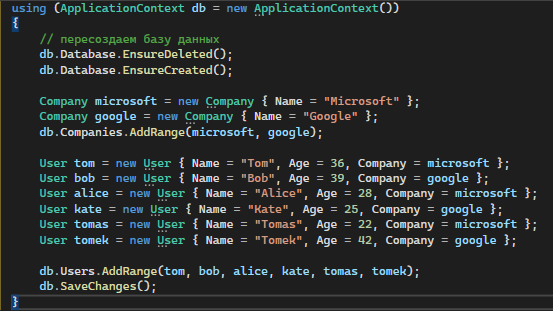 using (ApplicationContext db = new ApplicationContext())
{
// пересоздаем базу данных
db.Database.EnsureDeleted();
db.Database.EnsureCreated();
Company microsoft = new Company { Name = "Microsoft" };
Company google = new Company { Name = "Google" };
db.Companies.AddRange(microsoft, google);
User tom = new User { Name = "Tom", Age = 36, Company = microsoft };
User bob = new User { Name = "Bob", Age = 39, Company = google };
User alice = new User { Name = "Alice", Age = 28, Company = microsoft };
User kate = new User { Name = "Kate", Age = 25, Company = google };
User tomas = new User { Name = "Tomas", Age = 22, Company = microsoft };
User tomek = new User { Name = "Tomek", Age = 42, Company = google };
db.Users.AddRange(tom, bob, alice, kate, tomas, tomek);
db.SaveChanges();
}